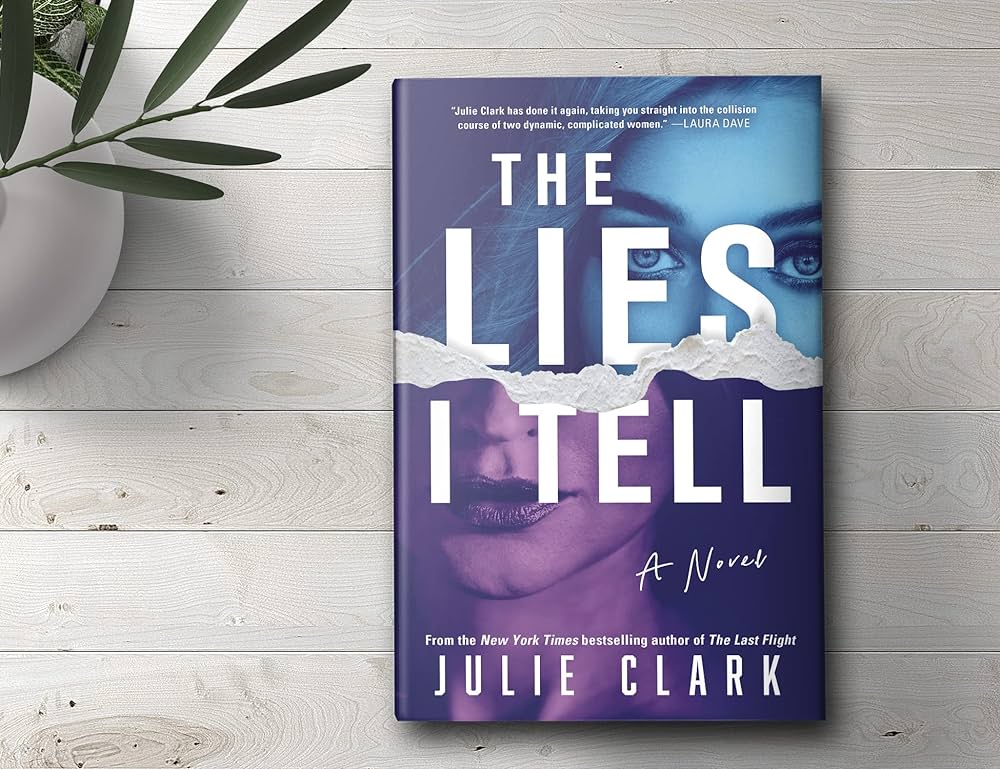 “Julie Clark has done it again, taking you straight into the collision
course of two dynamic, complicated women.” —LAURA DAVE
THE
LIES
I TELL
A Novel
From the New York Times bestselling author of The Last Flight
JULIE CLARK